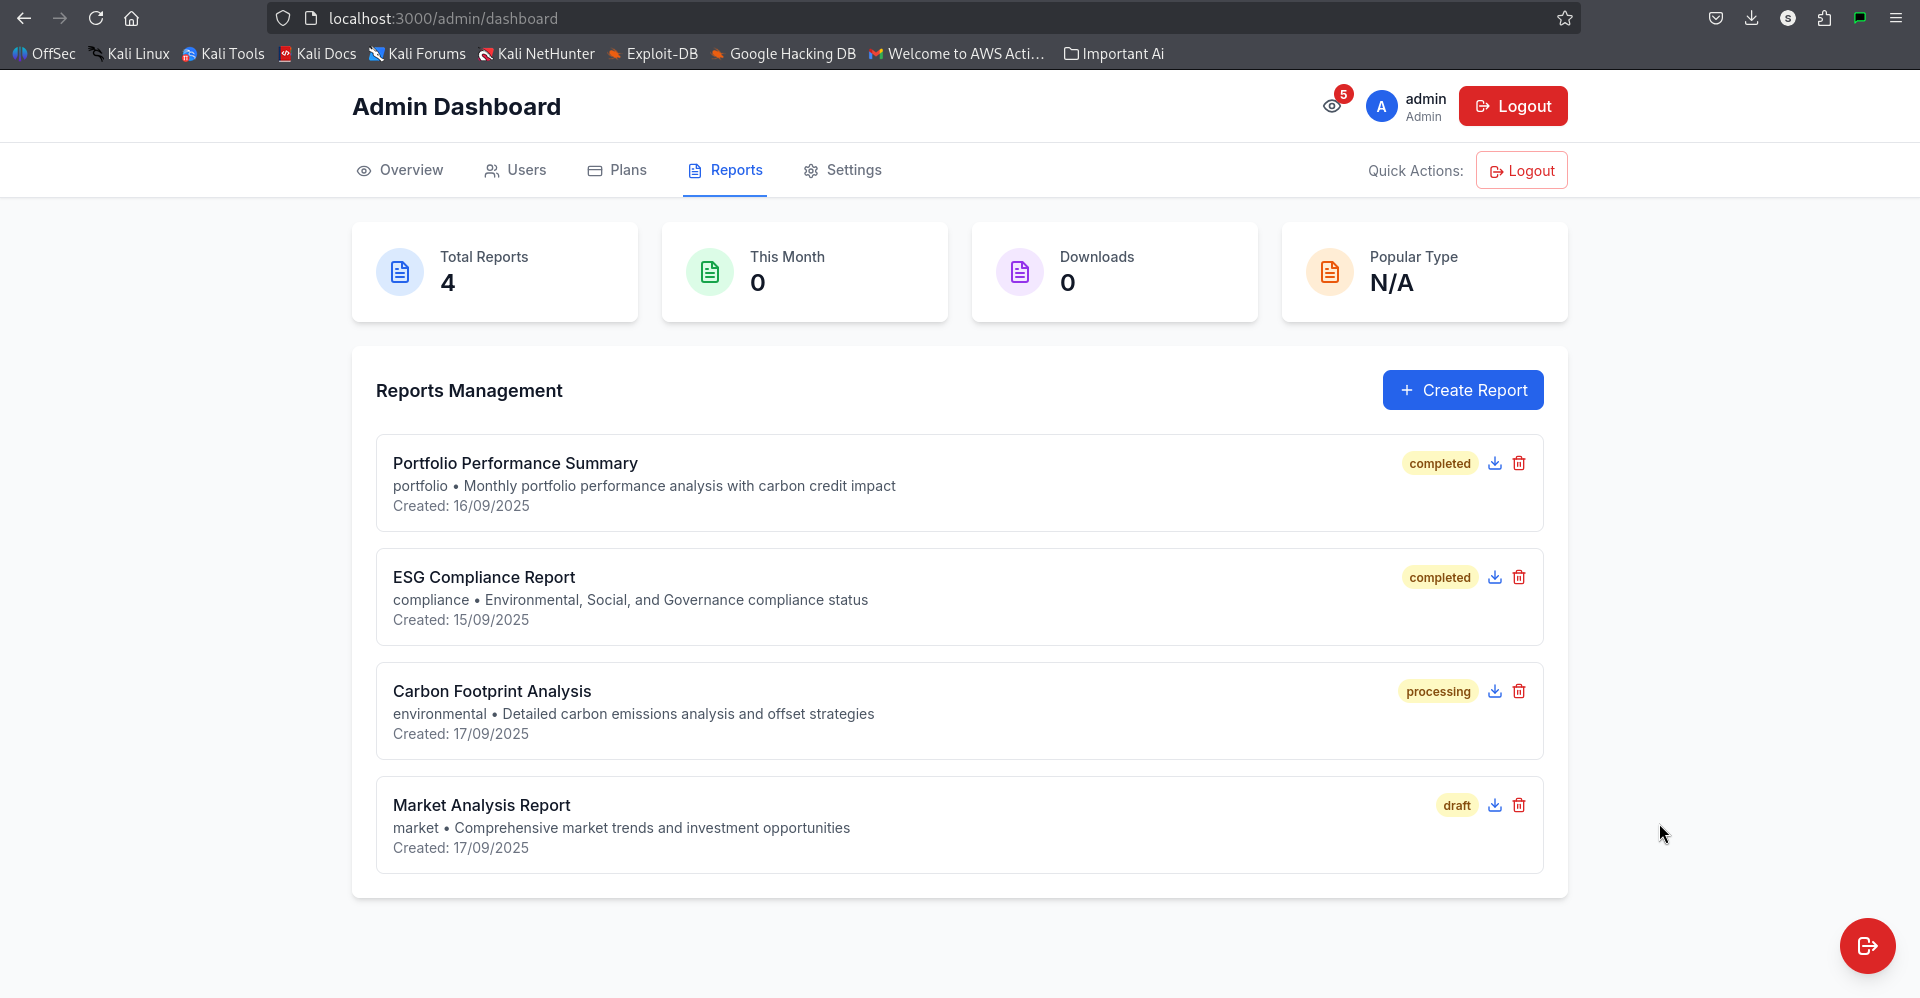 localhost:3000/admin/dashboard
OffSec Kali Linux Kali Tools Kali Docs Kali Forums Kali NetHunter Exploit-DB Google Hacking DB Welcome to AWS Acti… Important Ai
Admin Dashboard
5
A
admin
Admin
Logout
Overview Users Plans Reports Settings
Quick Actions: Logout
Total Reports
4
This Month
0
Downloads
0
Popular Type
N/A
Reports Management
+ Create Report
Portfolio Performance Summary
completed
portfolio • Monthly portfolio performance analysis with carbon credit impact
Created: 16/09/2025
ESG Compliance Report
completed
compliance • Environmental, Social, and Governance compliance status
Created: 15/09/2025
Carbon Footprint Analysis
processing
environmental • Detailed carbon emissions analysis and offset strategies
Created: 17/09/2025
Market Analysis Report
draft
market • Comprehensive market trends and investment opportunities
Created: 17/09/2025